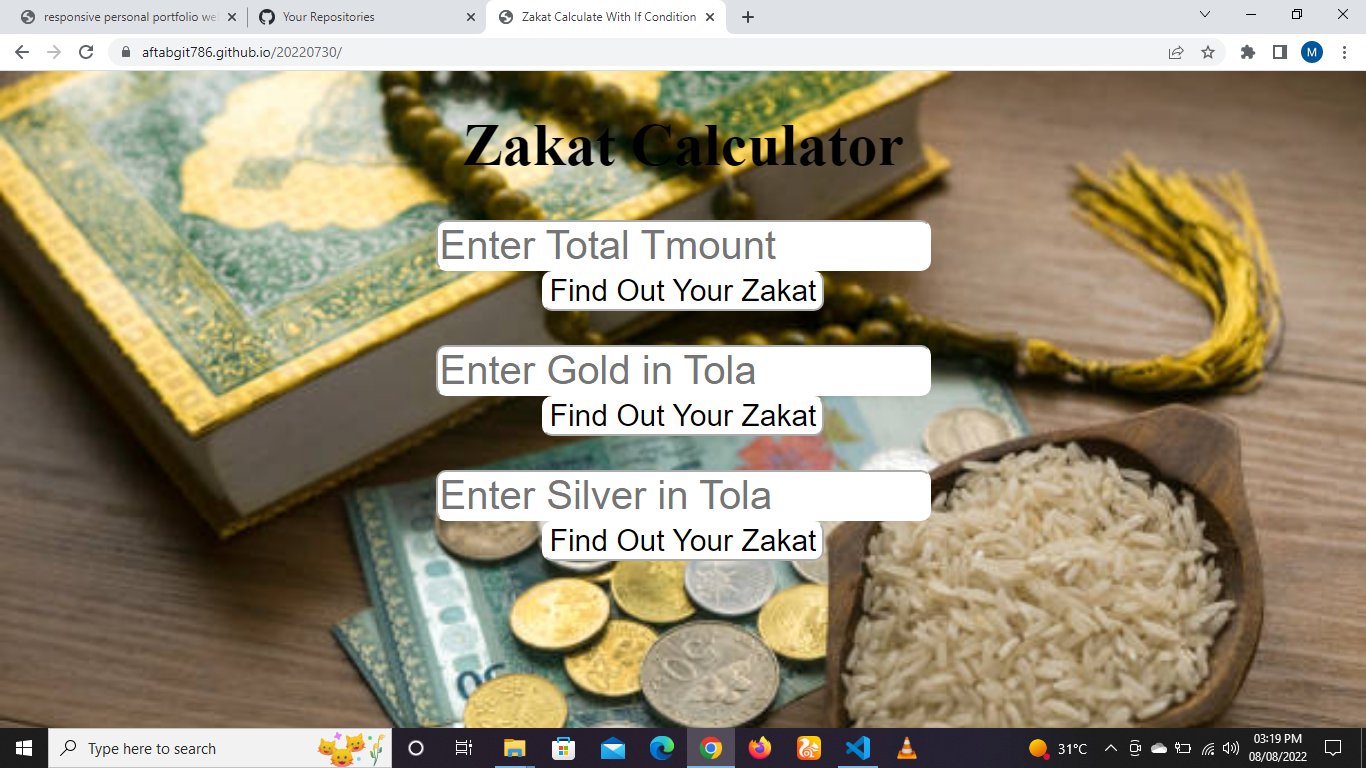 responsive personal portfolio we
Your Repositories
Zakat Calculate With If Condition
aftabgit786.github.io/20220730/
M
Zakat Calculator
Enter Total Tmount
Find Out Your Zakat
Enter Gold in Tola
Find Out Your Zakat
Enter Silver in Tola
Find Out Your Zakat
50
Type here to search
31°C
03:19 PM
08/08/2022